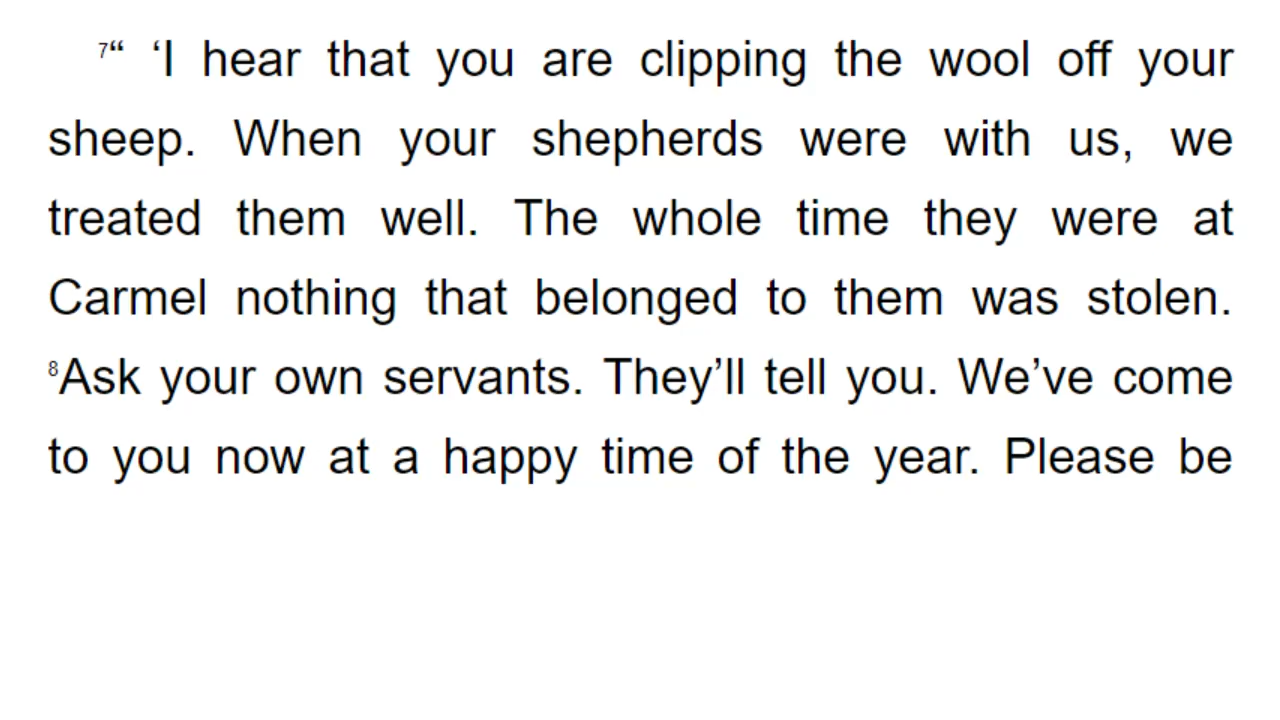 7“ ‘I hear that you are clipping the wool off your
sheep. When your shepherds were with us, we
treated them well. The whole time they were at
Carmel nothing that belonged to them was stolen.
8Ask your own servants. They’ll tell you. We’ve come
to you now at a happy time of the year. Please be